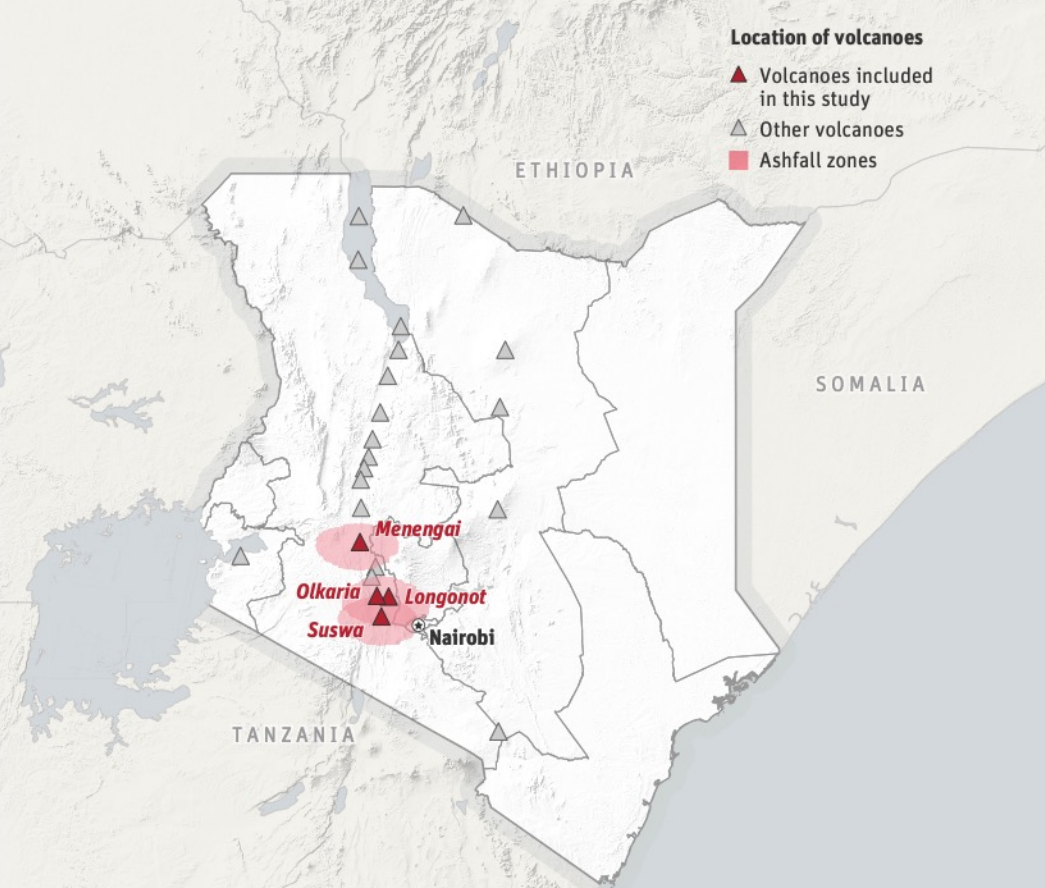 Location of volcanoes
Volcanoes included
in this study
Other volcanoes
Ashfall zones
ETHIOPIA
SOMALIA
Menengai
Olkaria
Longonot
Suswa
Nairobi
TANZANIA